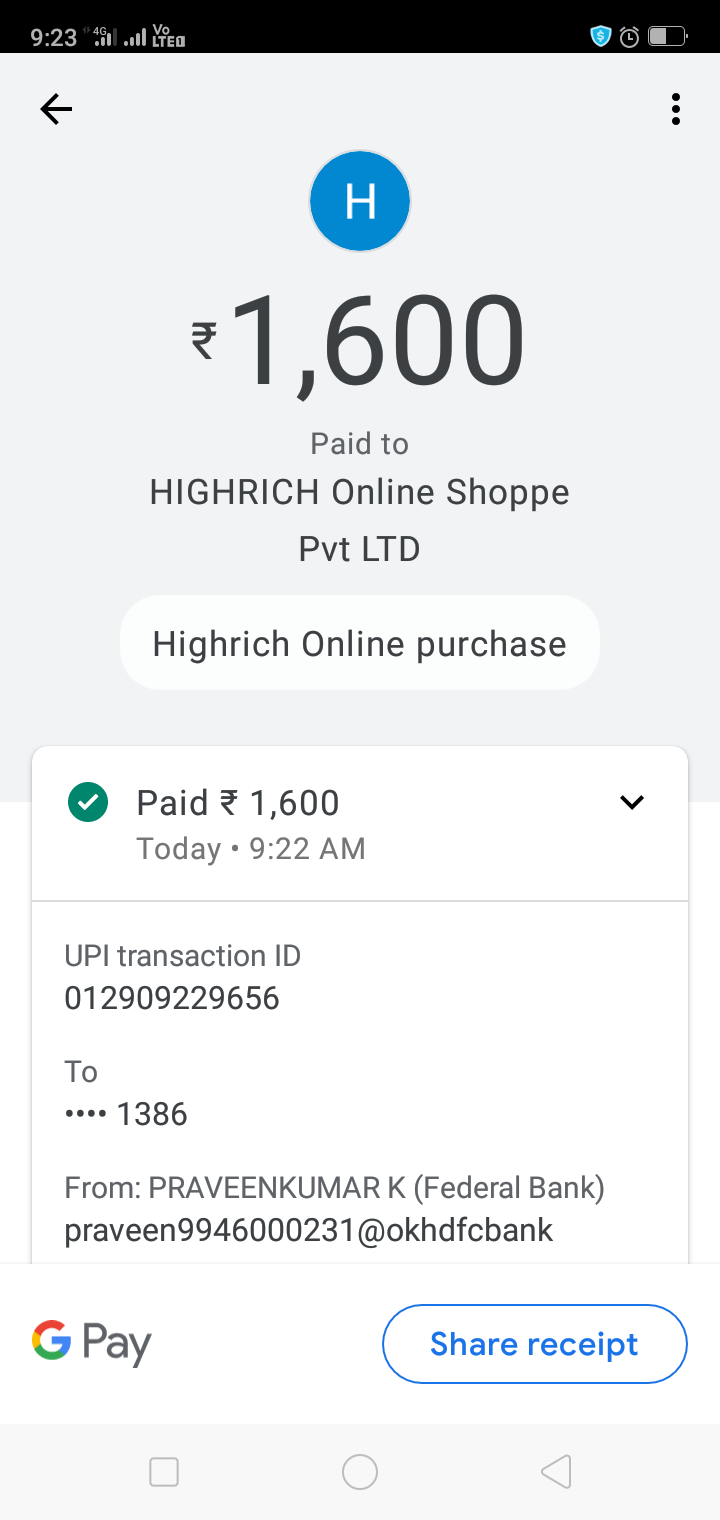 9:23 4G Vo LTE1
H
₹1,600
Paid to
HIGHRICH Online Shoppe
Pvt LTD
Highrich Online purchase
Paid ₹ 1,600
Today • 9:22 AM
UPI transaction ID
012909229656
To
•••• 1386
From: PRAVEENKUMAR K (Federal Bank)
praveen9946000231@okhdfcbank
G Pay
Share receipt